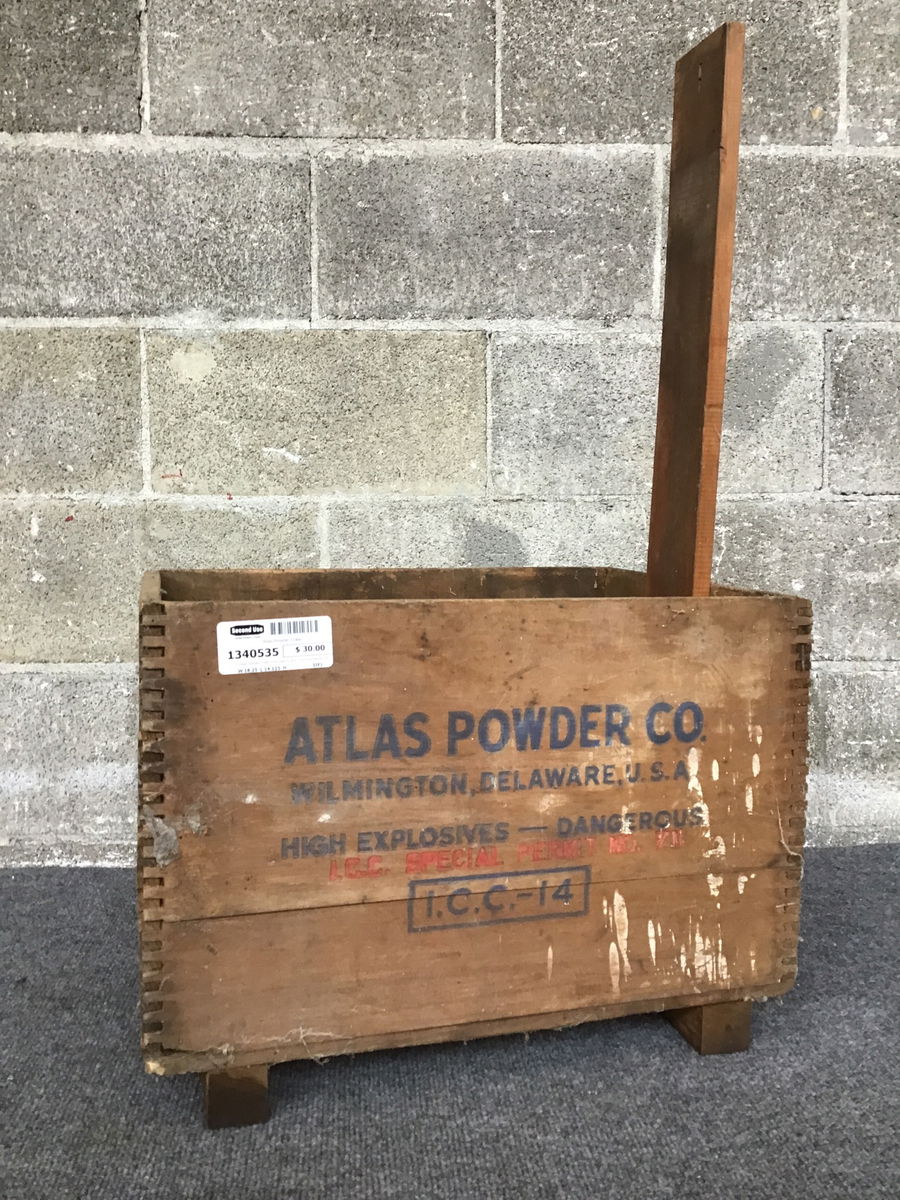 Second Use
1340535 $ 30.00
ATLAS POWDER CO.
WILMINGTON, DELAWARE, U.S.A.
HIGH EXPLOSIVES — DANGEROUS
I.C.C. SPECIAL PERMIT NO.
I.C.C.-14